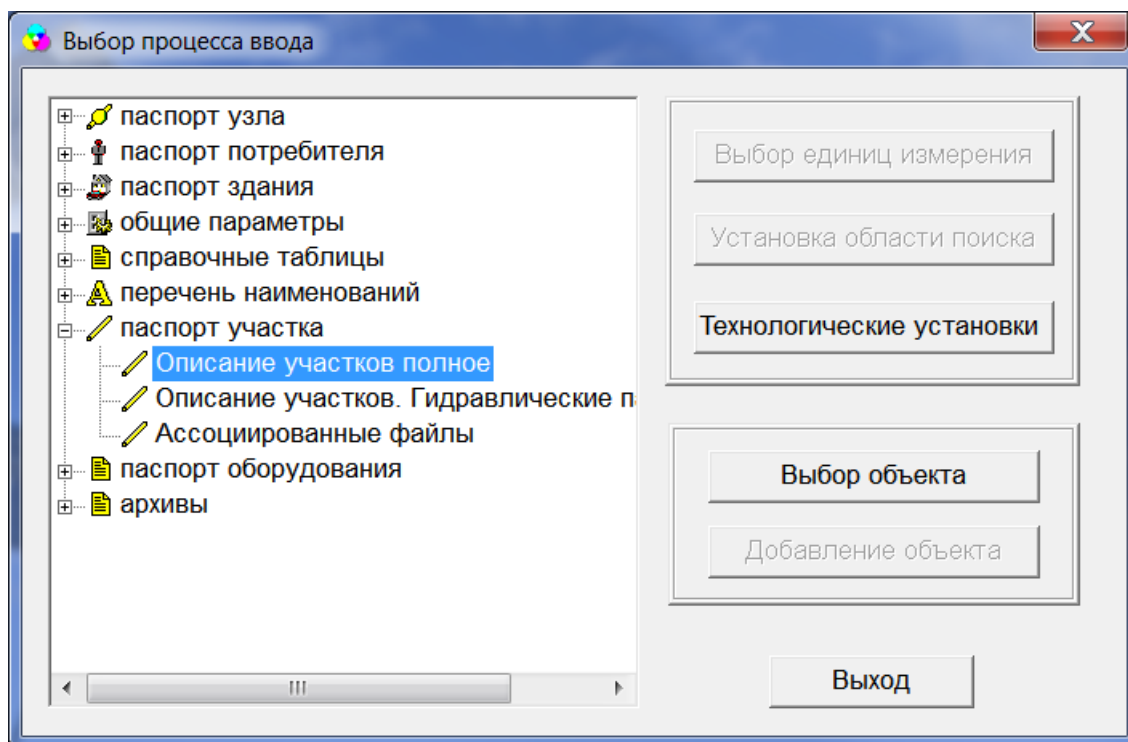 Выбор процесса ввода
паспорт узла
паспорт потребителя
паспорт здания
общие параметры
справочные таблицы
перечень наименований
паспорт участка
Описание участков полное
Описание участков. Гидравлические п
Ассоциированные файлы
паспорт оборудования
архивы
Выбор единиц измерения
Установка области поиска
Технологические установки
Выбор объекта
Добавление объекта
Выход